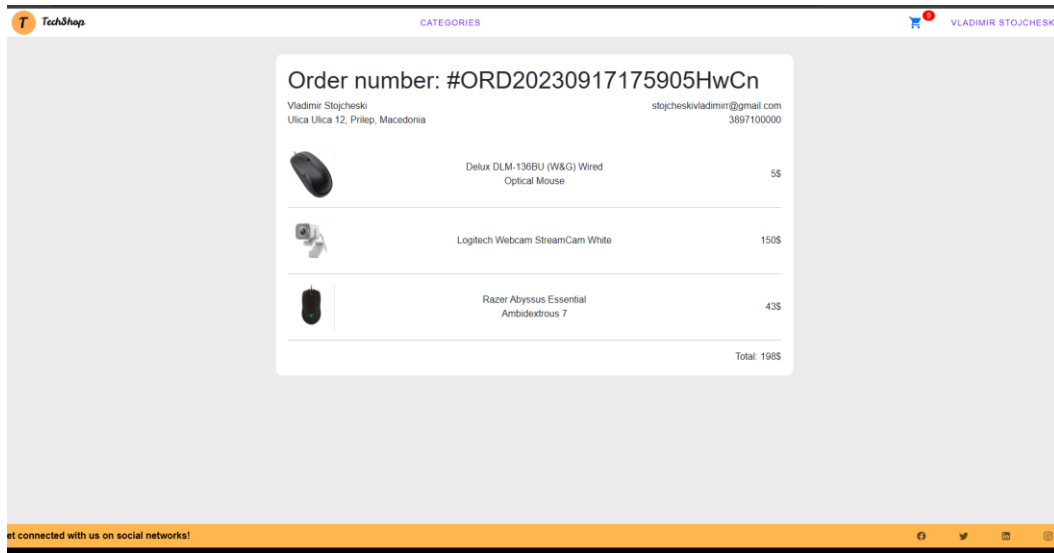 T TechShop
CATEGORIES
0
VLADIMIR STOJCHESK
Order number: #ORD20230917175905HwCn
Vladimir Stojcheski
stojcheskivladimirr@gmail.com
Ulica Ulica 12, Prilep, Macedonia
3897100000
Delux DLM-136BU (W&G) Wired
Optical Mouse
5$
Logitech Webcam StreamCam White
150$
Razer Abyssus Essential
Ambidextrous 7
43$
Total: 198$
et connected with us on social networks!